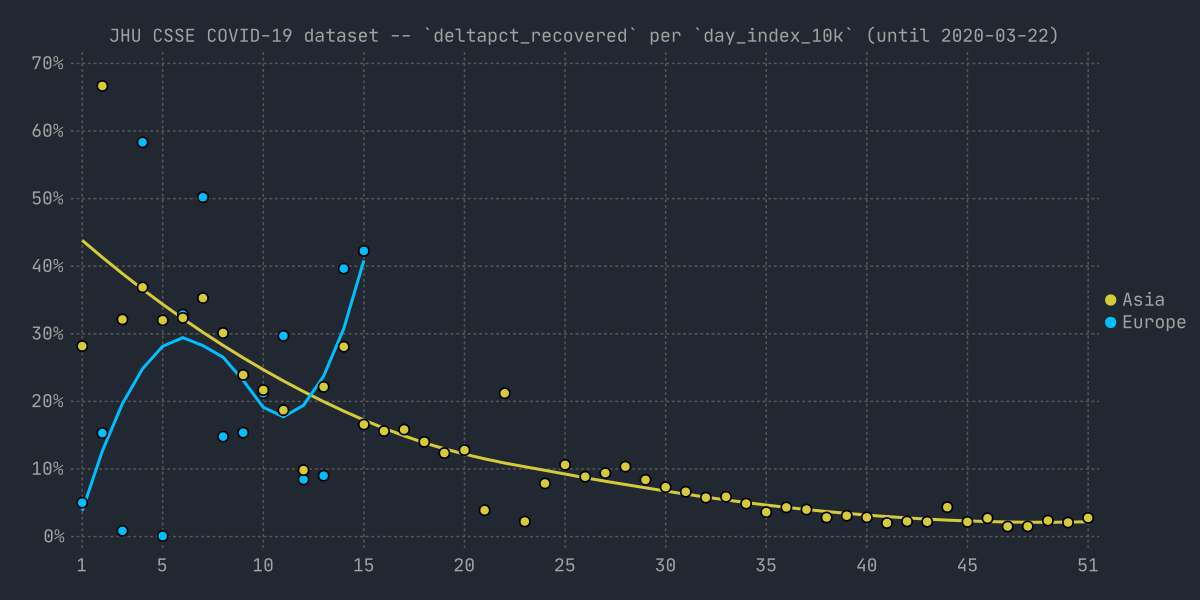 JHU CSSE COVID-19 dataset -- `deltapct_recovered` per `day_index_10k` (until 2020-03-22)
70%
60%
50%
40%
30%
20%
10%
0%
1 5 10 15 20 25 30 35 40 45 51
Asia
Europe